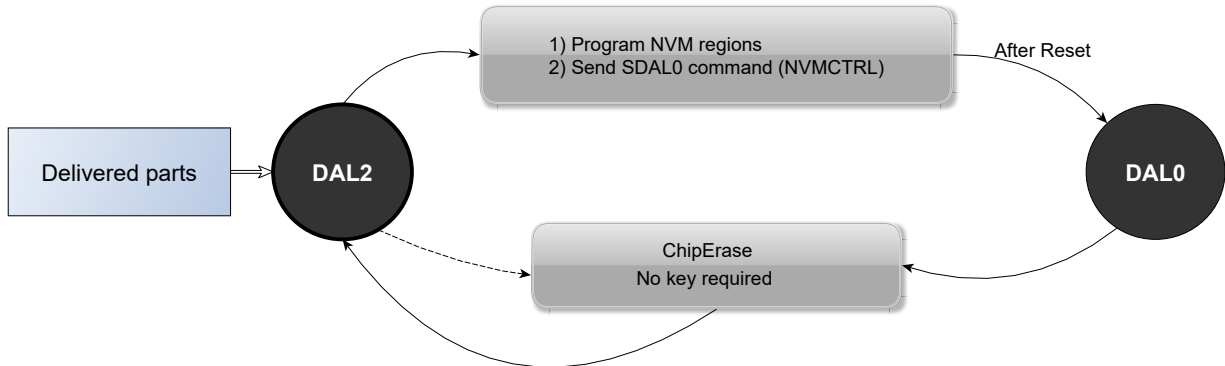 1) Program NVM regions
2) Send SDAL0 command (NVMCTRL)
After Reset
Delivered parts
DAL2
DAL0
ChipErase
No key required